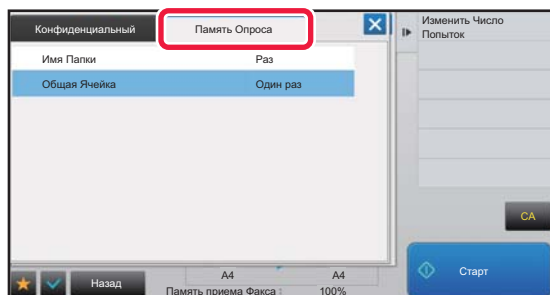 Конфиденциальный
Память Опроса
Имя Папки
Раз
Общая Ячейка
Один раз
Изменить Число
Попыток
CA
Старт
Назад
A4
A4
Память приема Факса :
100%